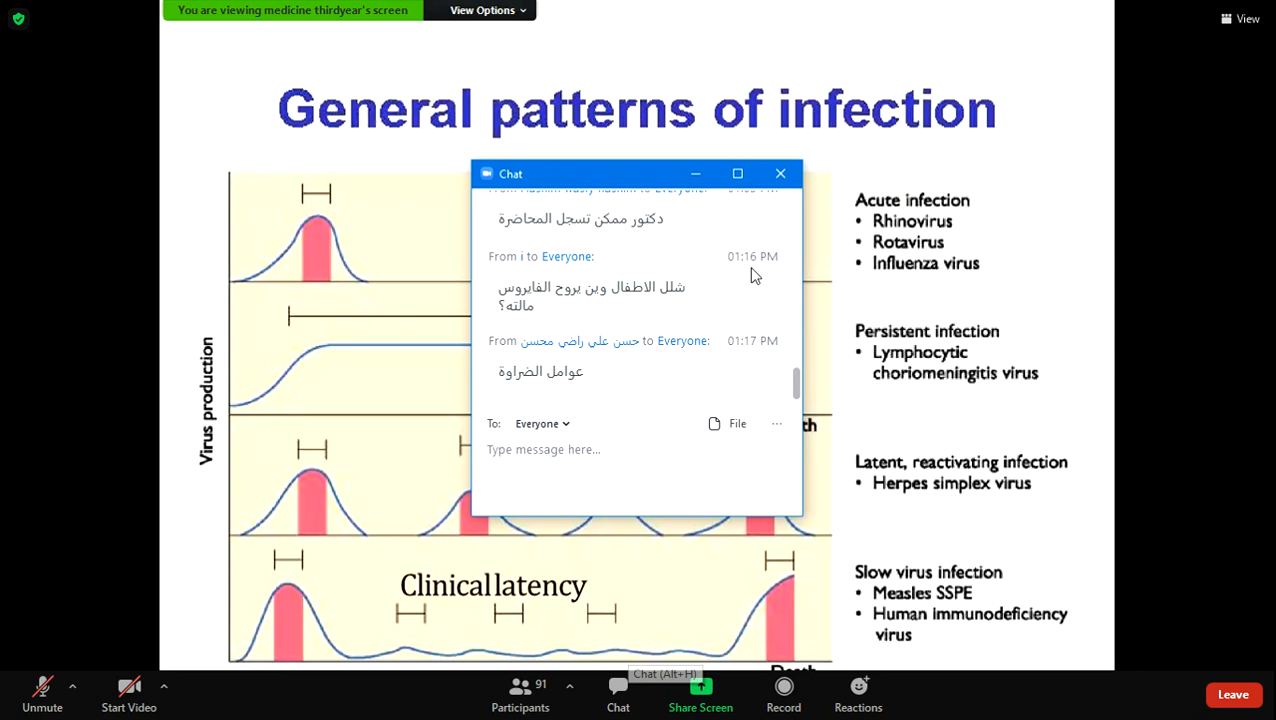 You are viewing medicine thirdyear's screen
View Options
View
General patterns of infection
Chat
دكتور ممكن تسجل المحاضرة
From i to Everyone:
01:16 PM
شلل الاطفال وين يروح الفايروس
مالته؟
From حسن علي راضي محسن to Everyone:
01:17 PM
عوامل الضراوة
To: Everyone
File
Type message here...
Virus production
Acute infection
• Rhinovirus
• Rotavirus
• Influenza virus
Persistent infection
• Lymphocytic
choriomeningitis virus
Latent, reactivating infection
• Herpes simplex virus
Clinical latency
Slow virus infection
• Measles SSPE
• Human immunodeficiency
virus
Death
Chat (Alt+H)
Unmute
Start Video
91
Participants
Chat
Share Screen
Record
Reactions
Leave